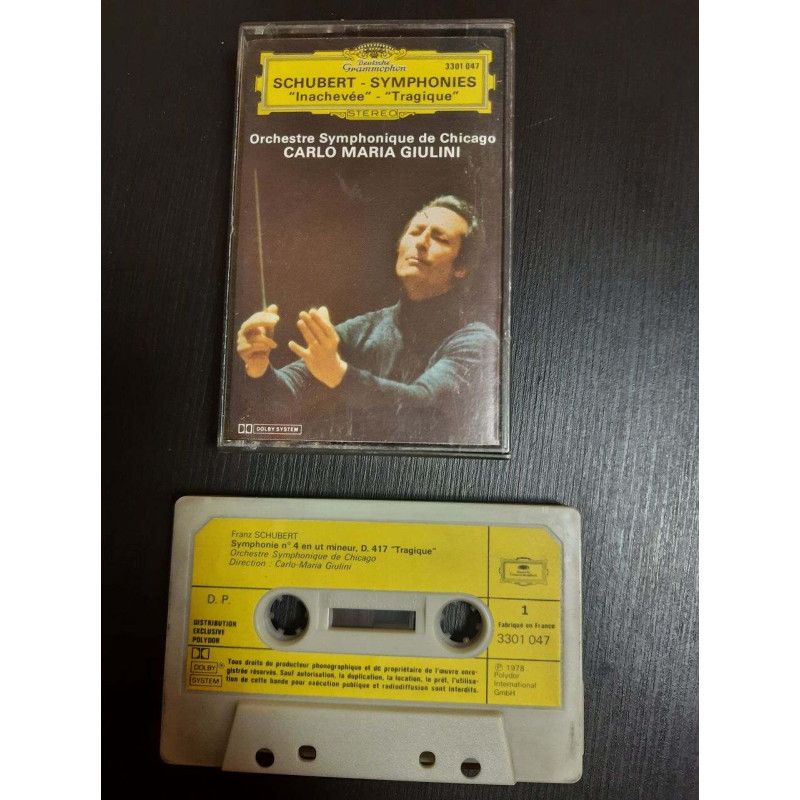 Deutsche
Grammophon
3301 047
SCHUBERT - SYMPHONIES
"Inachevée" - "Tragique"
STEREO
Orchestre Symphonique de Chicago
CARLO MARIA GIULINI
DOLBY SYSTEM
Franz SCHUBERT
Symphonie n° 4 en ut mineur, D. 417 "Tragique"
Orchestre Symphonique de Chicago
Direction : Carlo-Maria Giulini
D. P.
DISTRIBUTION
EXCLUSIVE
POLYDOR
DOLBY
SYSTEM
Tous droits du producteur phonographique et de propriétaire de l'œuvre enre-
gistrée réservés. Sauf autorisation, la duplication, la location, le prêt, l'utilisa-
tion de cette bande pour exécution publique et radiodiffusion sont interdits.
1
Fabriqué en France
3301 047
℗ 1978
Polydor
International
GmbH